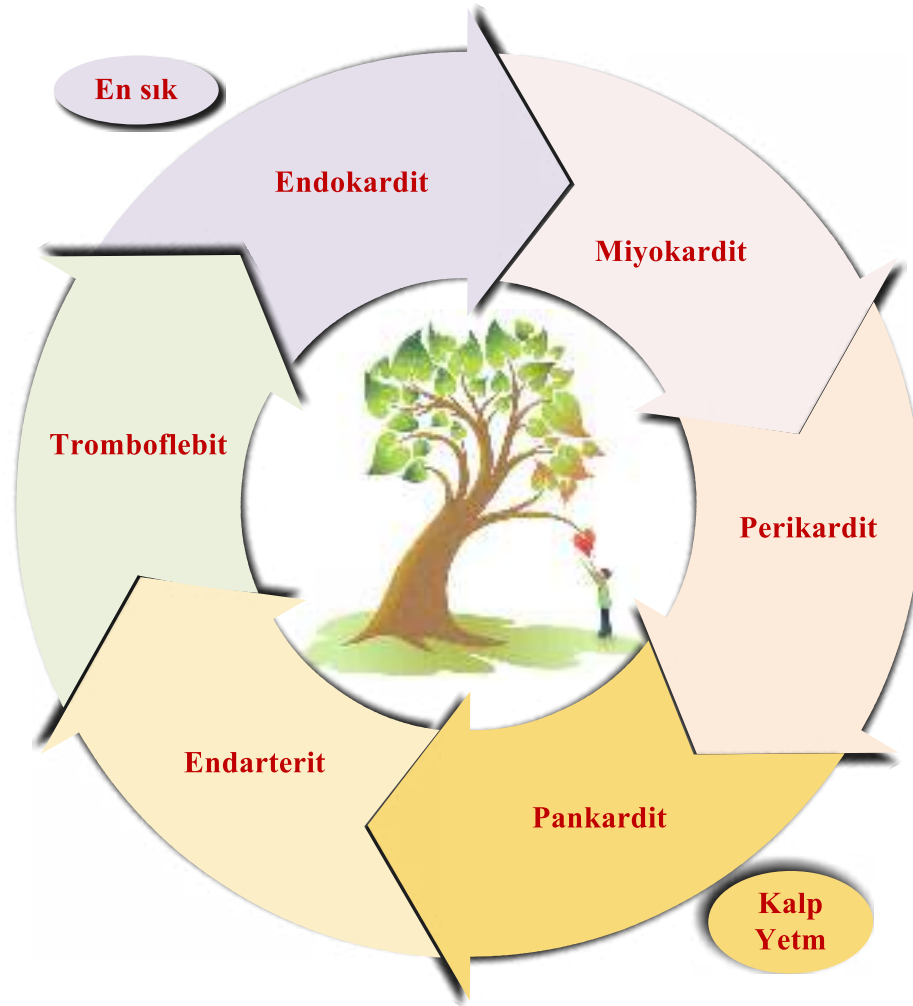 En sık
Endokardit
Miyokardit
Perikardit
Pankardit
Endarterit
Tromboflebit
Kalp
Yetm